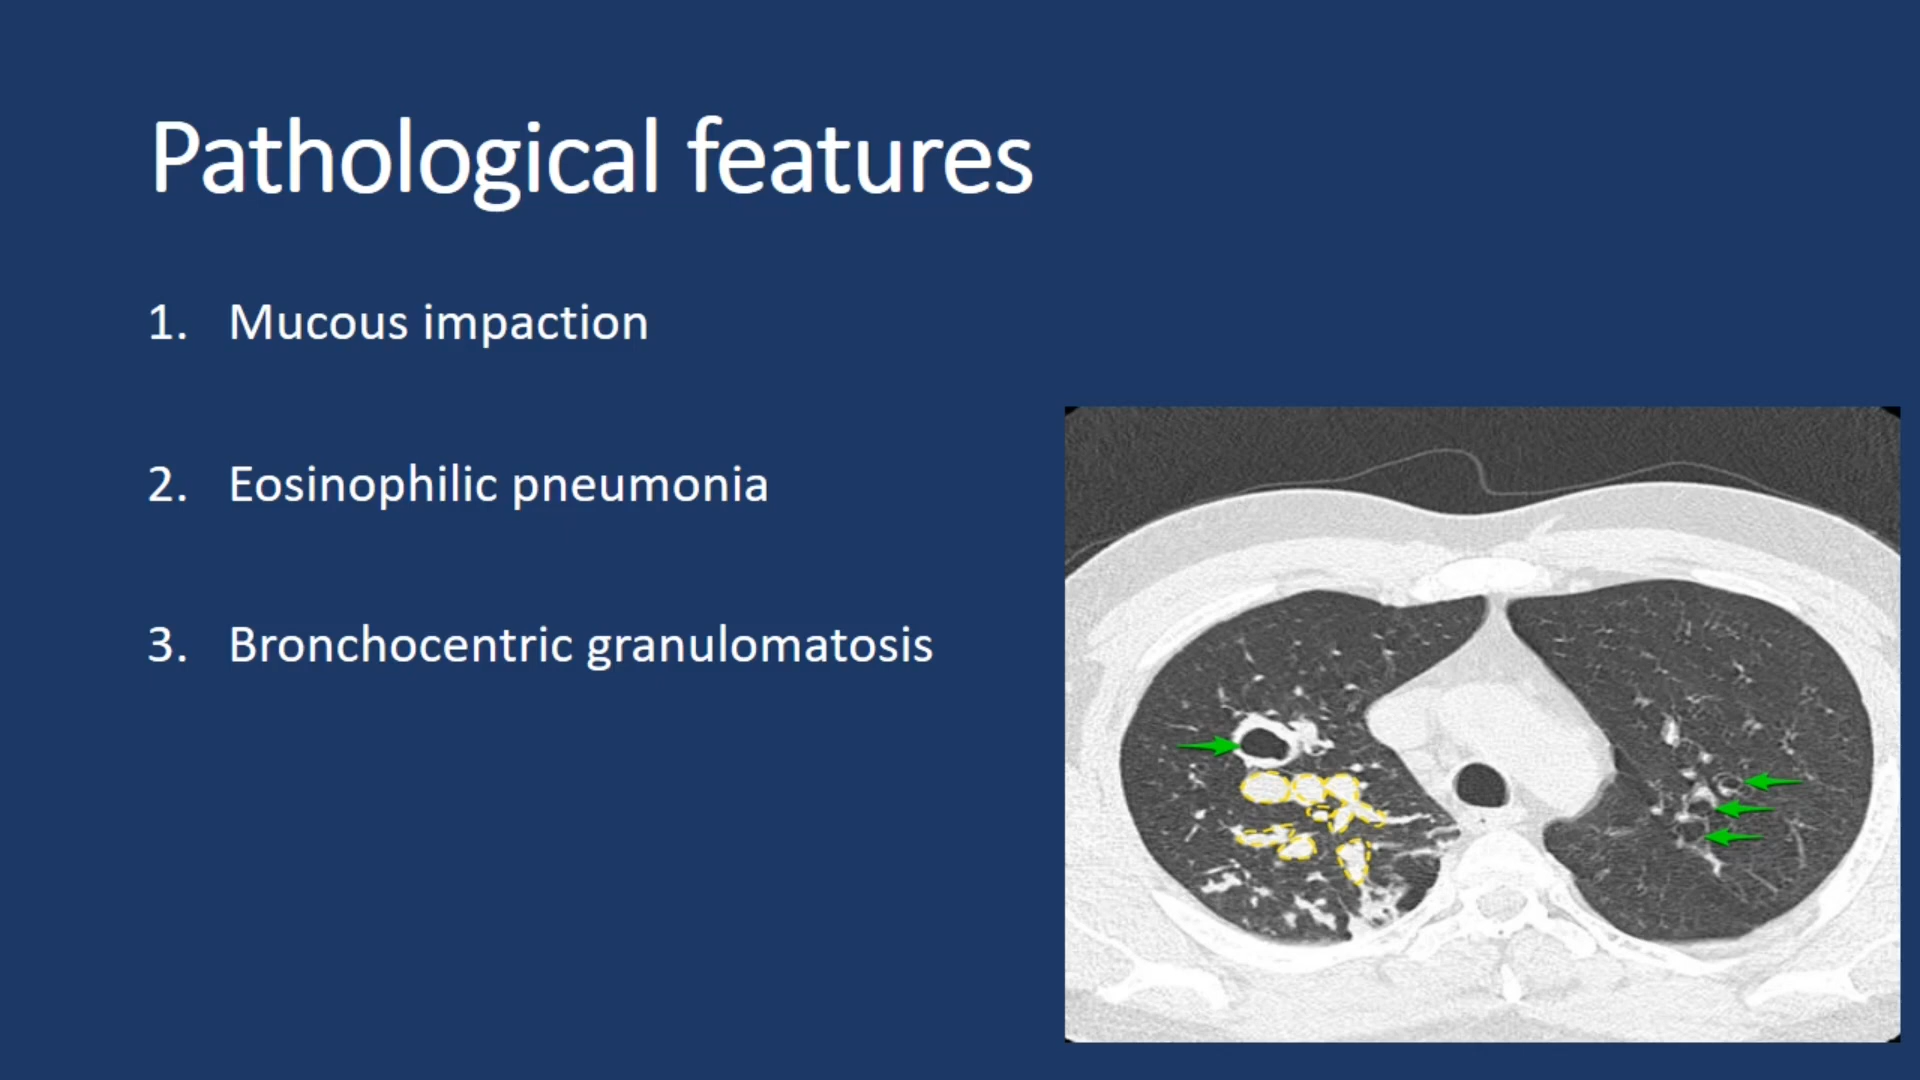 Pathological features
1. Mucous impaction
2. Eosinophilic pneumonia
3. Bronchocentric granulomatosis